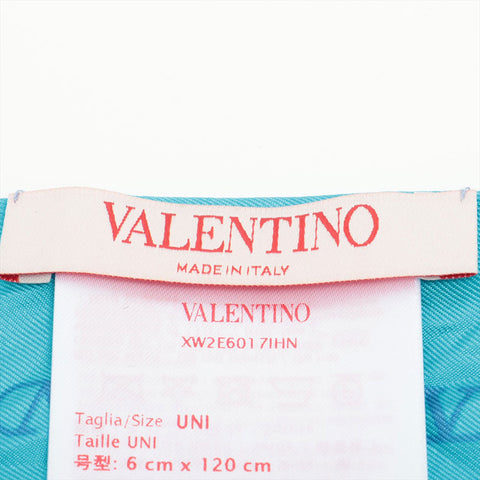 VALENTINO
MADE IN ITALY
VALENTINO
XW2E6017IHN
Taglia/Size UNI
Taille UNI
号型: 6 cm x 120 cm